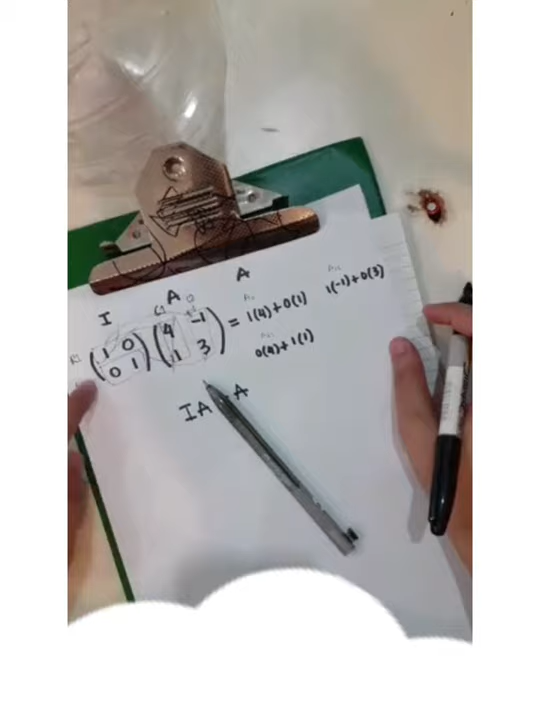 I A A
(1 0) (4 -1) = 1(4)+0(1) 1(-1)+0(3)
(0 1) (1 3) 0(4)+1(1)
IA A